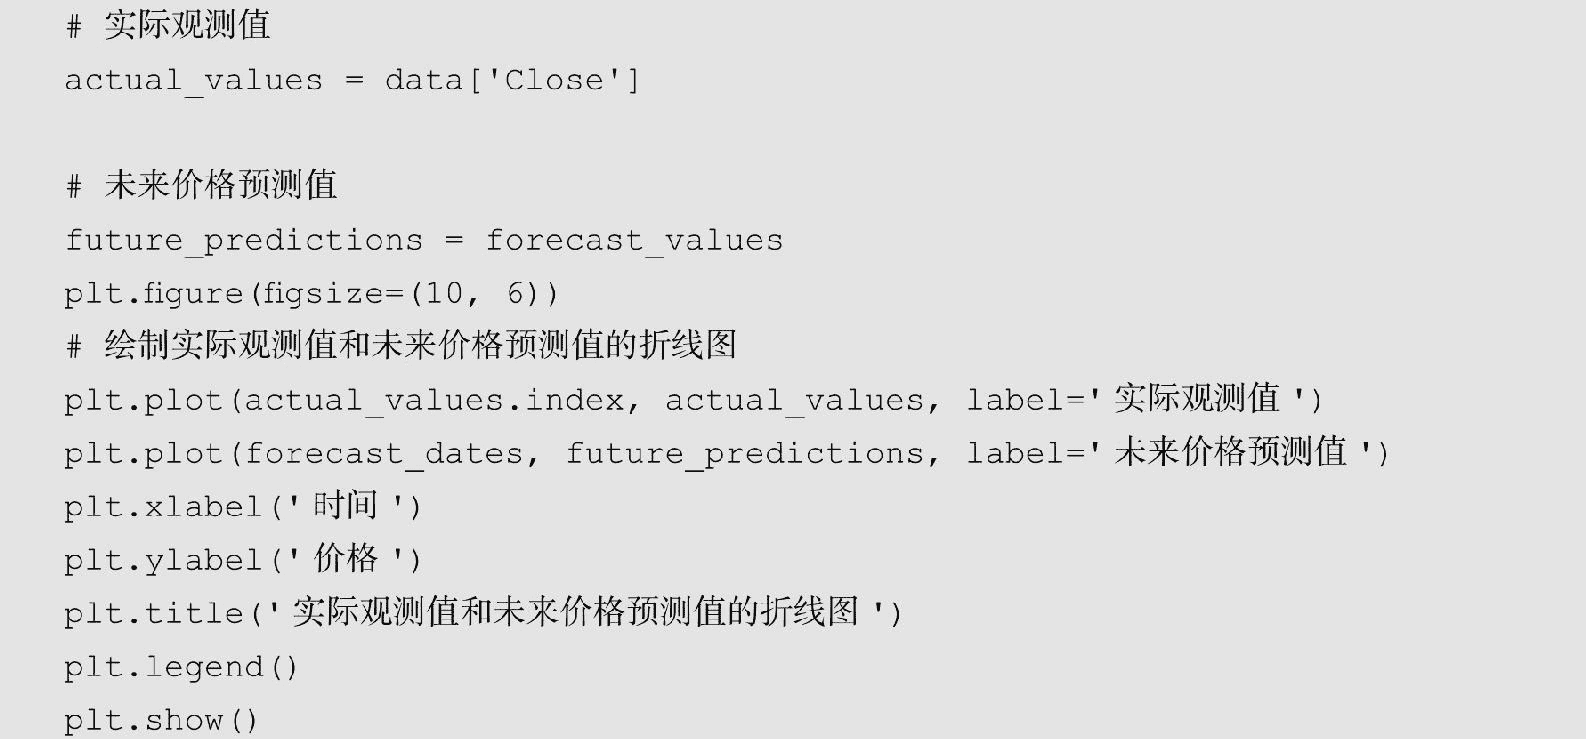 # 实际观测值
actual_values = data['Close']
# 未来价格预测值
future_predictions = forecast_values
plt.figure(figsize=(10, 6))
# 绘制实际观测值和未来价格预测值的折线图
plt.plot(actual_values.index, actual_values, label='实际观测值')
plt.plot(forecast_dates, future_predictions, label='未来价格预测值')
plt.xlabel('时间')
plt.ylabel('价格')
plt.title('实际观测值和未来价格预测值的折线图')
plt.legend()
plt.show()